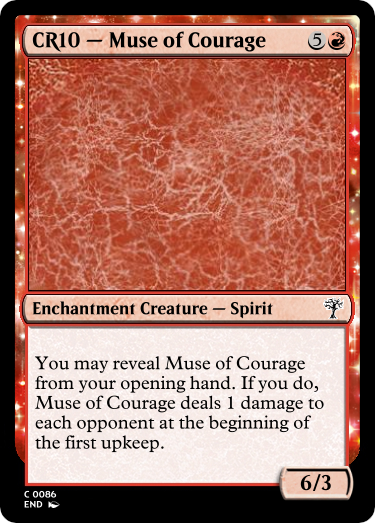 CR10 — Muse of Courage 5
Enchantment Creature — Spirit
You may reveal Muse of Courage
from your opening hand. If you do,
Muse of Courage deals 1 damage to
each opponent at the beginning of
the first upkeep.
6/3
C 0086
END